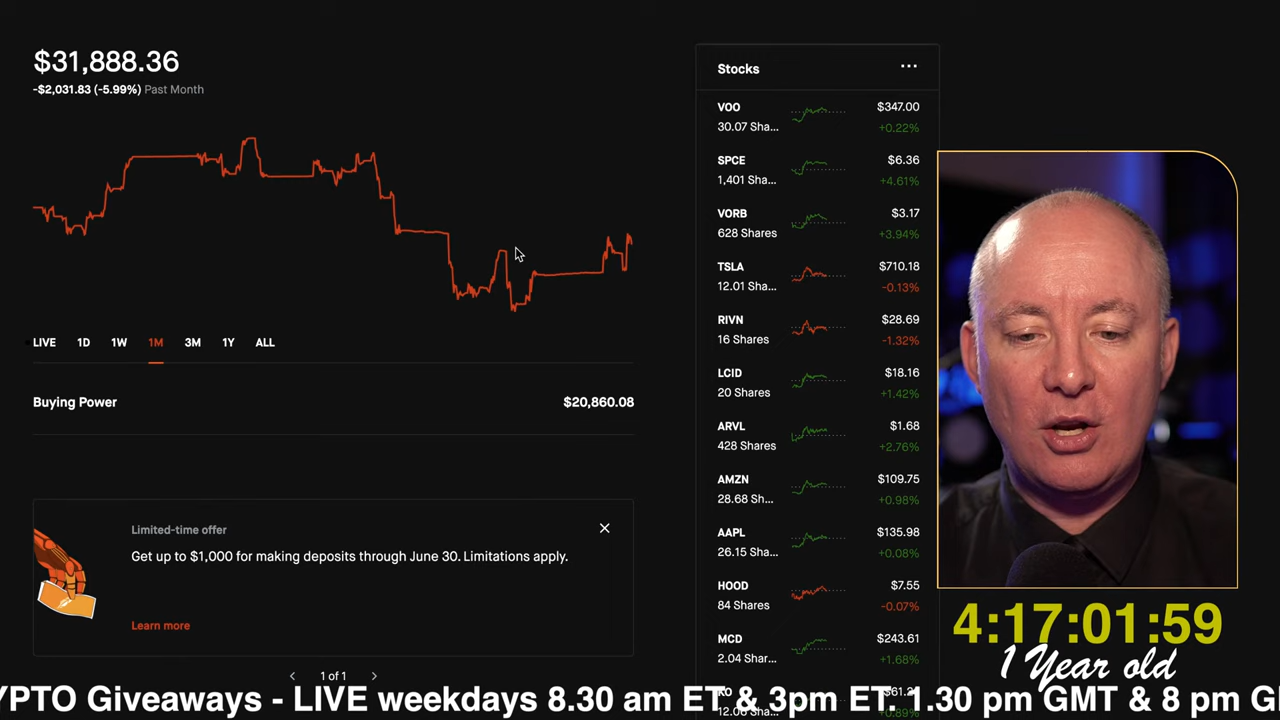 $31,888.36
-$2,031.83 (-5.99%) Past Month
LIVE 1D 1W 1M 3M 1Y ALL
Buying Power $20,860.08
Limited-time offer
Get up to $1,000 for making deposits through June 30. Limitations apply.
Learn more
1 of 1
Stocks
VOO $347.00
30.07 Sha... +0.22%
SPCE $6.36
1,401 Sha... +4.61%
VORB $3.17
628 Shares +3.94%
TSLA $710.18
12.01 Sha... -0.13%
RIVN $28.69
16 Shares -1.32%
LCID $18.16
20 Shares +1.42%
ARVL $1.68
428 Shares +2.76%
AMZN $109.75
28.68 Sh... +0.98%
AAPL $135.98
26.15 Sha... +0.08%
HOOD $7.55
84 Shares -0.07%
MCD $243.61
2.04 Shar... +1.68%
4:17:01:59
1 Year old
YPTO Giveaways - LIVE weekdays 8.30 am ET & 3pm ET. 1.30 pm GMT & 8 pm G